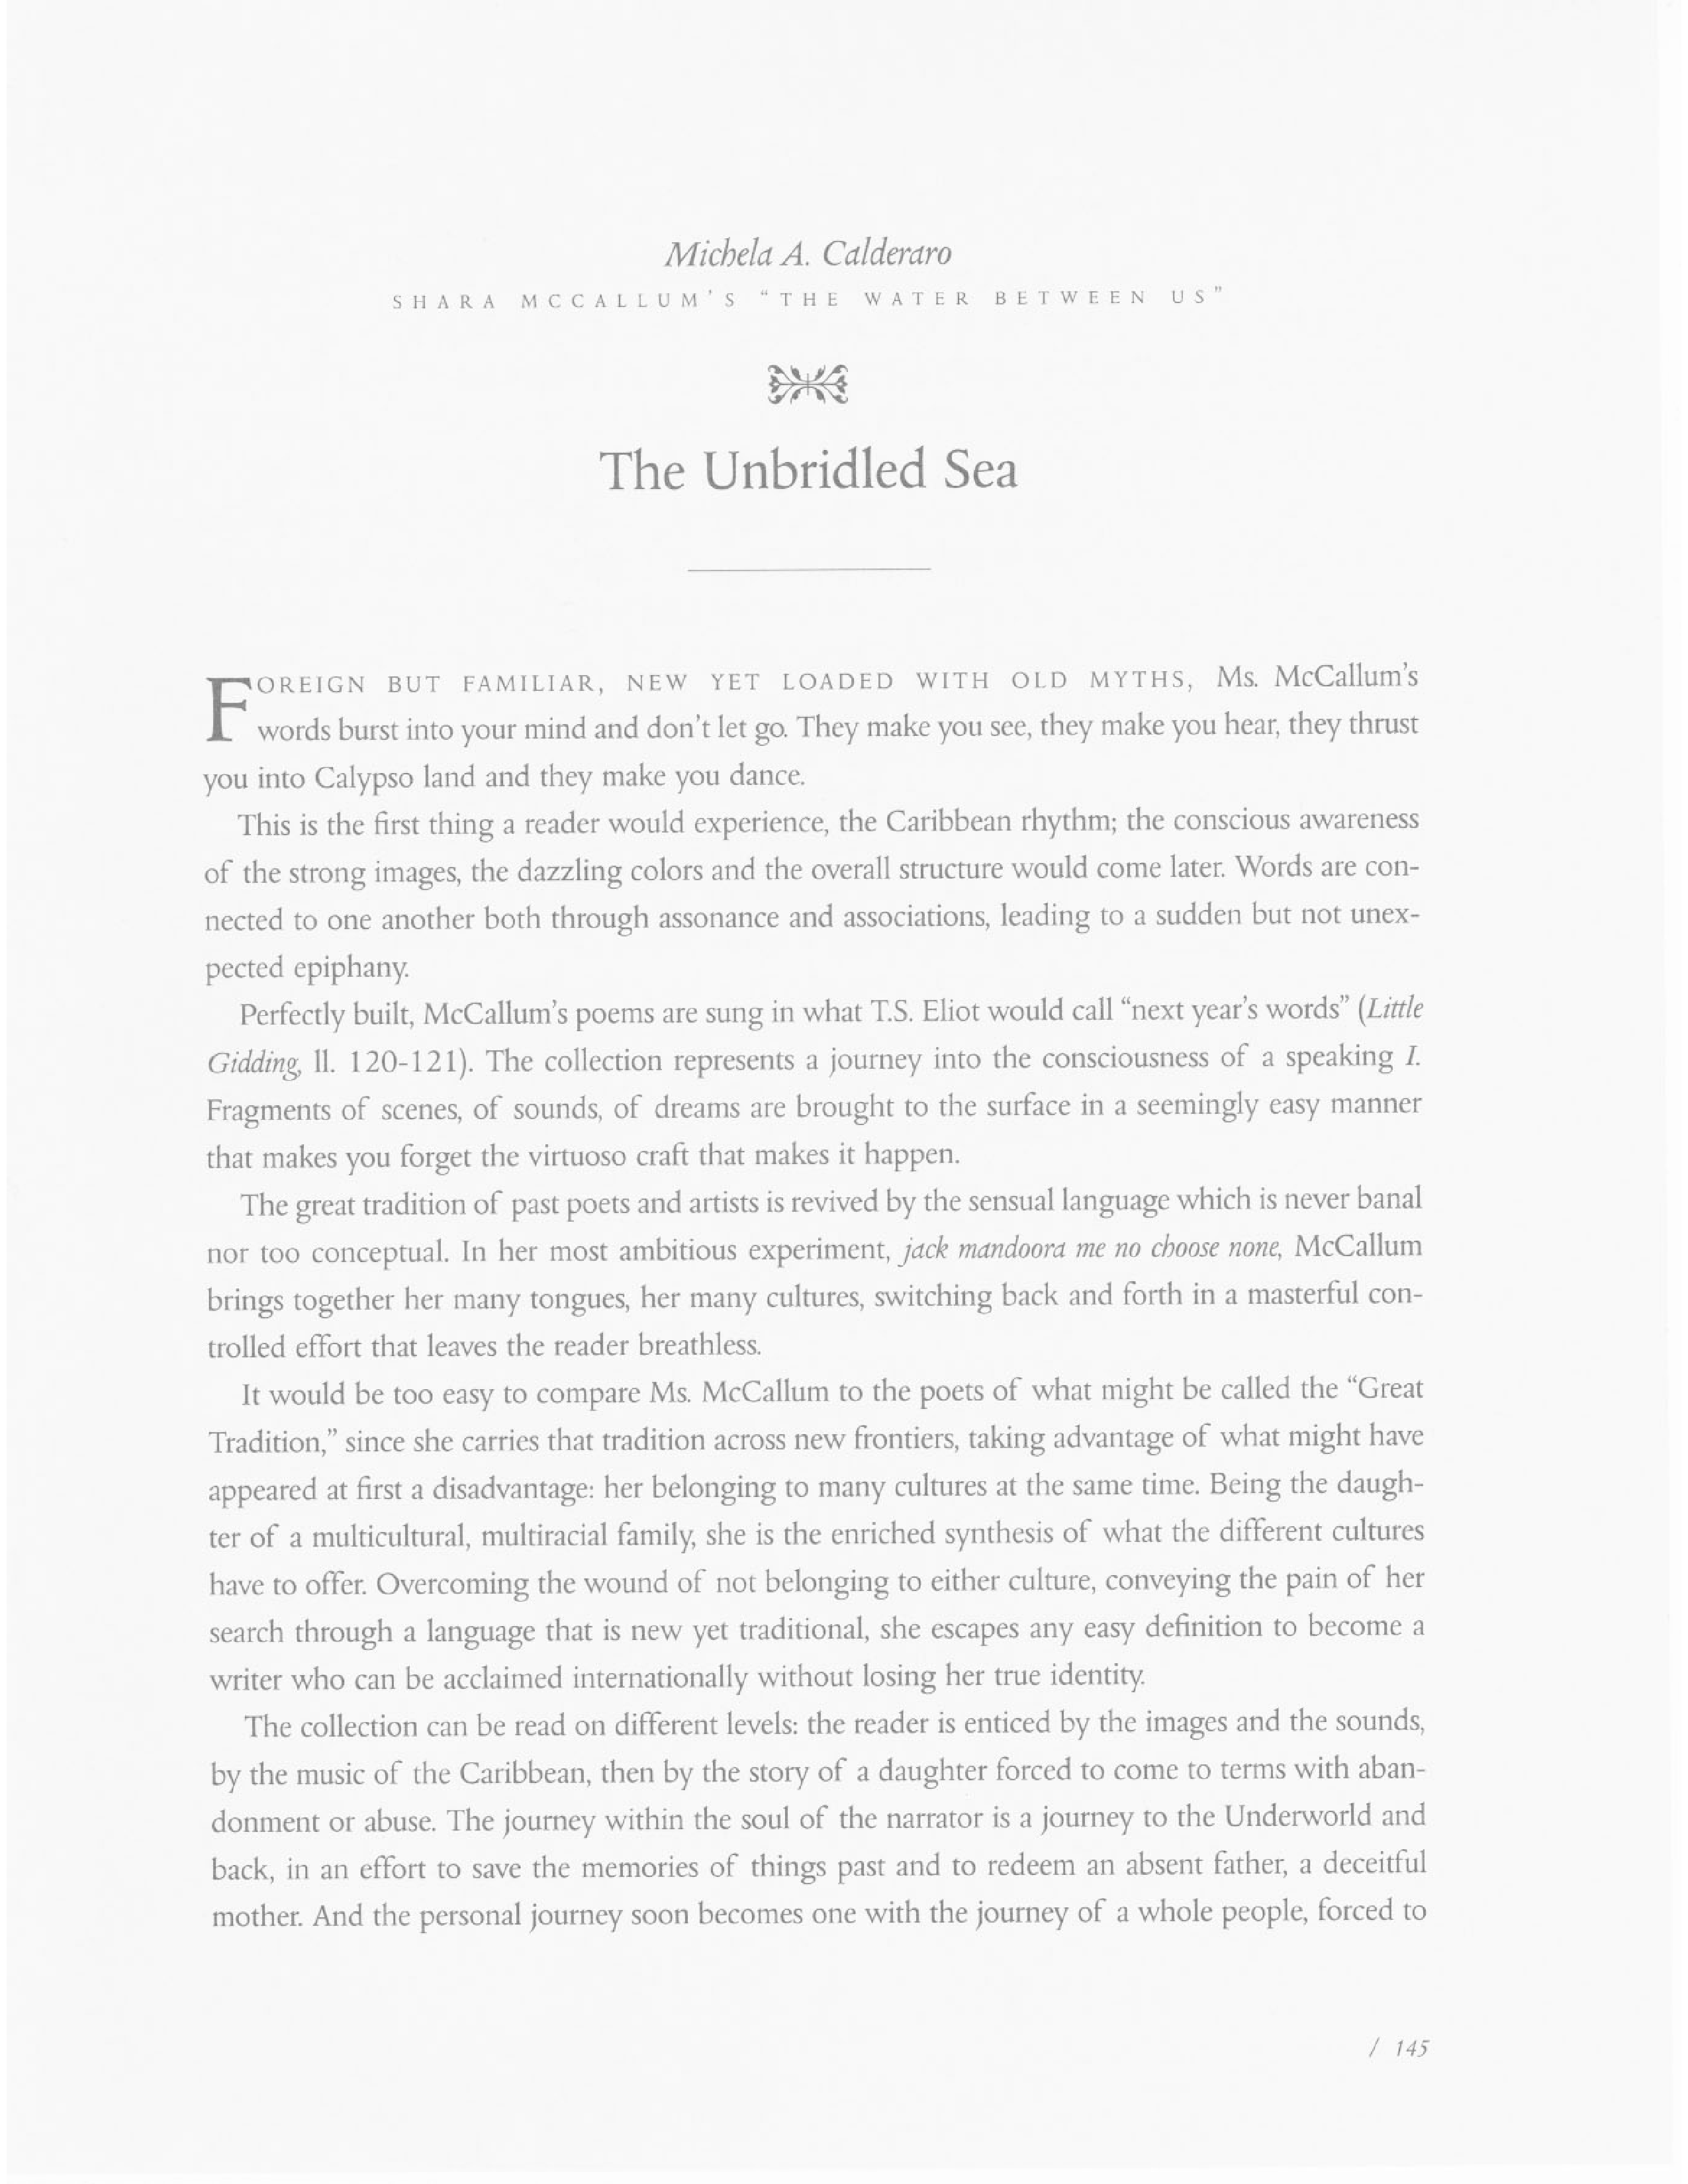 Michela A. Calderaro
SHARA MCCALLUM'S “THE WATER BETWEEN US”
The Unbridled Sea
FOREIGN BUT FAMILIAR, NEW YET LOADED WITH OLD MYTHS, Ms. McCallum's
words burst into your mind and don't let go. They make you see, they make you hear, they thrust
you into Calypso land and they make you dance.
This is the first thing a reader would experience, the Caribbean rhythm; the conscious awareness
of the strong images, the dazzling colors and the overall structure would come later. Words are con-
nected to one another both through assonance and associations, leading to a sudden but not unex-
pected epiphany.
Perfectly built, McCallum's poems are sung in what T.S. Eliot would call “next year's words” (Little
Gidding, ll. 120-121). The collection represents a journey into the consciousness of a speaking I.
Fragments of scenes, of sounds, of dreams are brought to the surface in a seemingly easy manner
that makes you forget the virtuoso craft that makes it happen.
The great tradition of past poets and artists is revived by the sensual language which is never banal
nor too conceptual. In her most ambitious experiment, jack mandoora me no choose none, McCallum
brings together her many tongues, her many cultures, switching back and forth in a masterful con-
trolled effort that leaves the reader breathless.
It would be too easy to compare Ms. McCallum to the poets of what might be called the “Great
Tradition,” since she carries that tradition across new frontiers, taking advantage of what might have
appeared at first a disadvantage: her belonging to many cultures at the same time. Being the daugh-
ter of a multicultural, multiracial family, she is the enriched synthesis of what the different cultures
have to offer. Overcoming the wound of not belonging to either culture, conveying the pain of her
search through a language that is new yet traditional, she escapes any easy definition to become a
writer who can be acclaimed internationally without losing her true identity.
The collection can be read on different levels: the reader is enticed by the images and the sounds,
by the music of the Caribbean, then by the story of a daughter forced to come to terms with aban-
donment or abuse. The journey within the soul of the narrator is a journey to the Underworld and
back, in an effort to save the memories of things past and to redeem an absent father, a deceitful
mother. And the personal journey soon becomes one with the journey of a whole people, forced to
/ 145